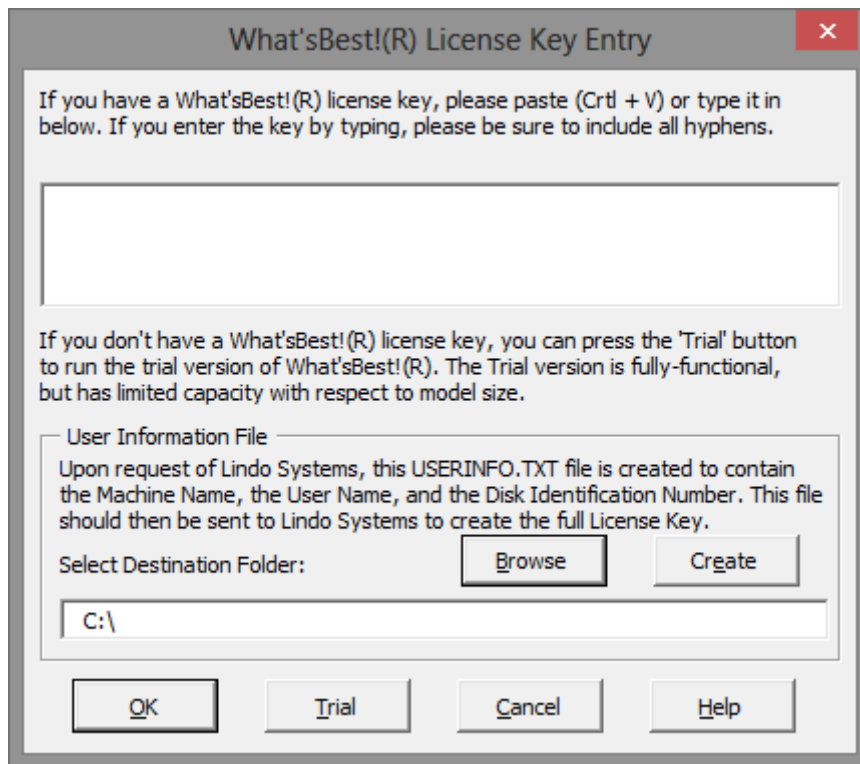 What'sBest!(R) License Key Entry
If you have a What'sBest!(R) license key, please paste (Crtl + V) or type it in
below. If you enter the key by typing, please be sure to include all hyphens.
If you don't have a What'sBest!(R) license key, you can press the 'Trial' button
to run the trial version of What'sBest!(R). The Trial version is fully-functional,
but has limited capacity with respect to model size.
User Information File
Upon request of Lindo Systems, this USERINFO.TXT file is created to contain
the Machine Name, the User Name, and the Disk Identification Number. This file
should then be sent to Lindo Systems to create the full License Key.
Select Destination Folder: Browse Create
C:\
OK Trial Cancel Help